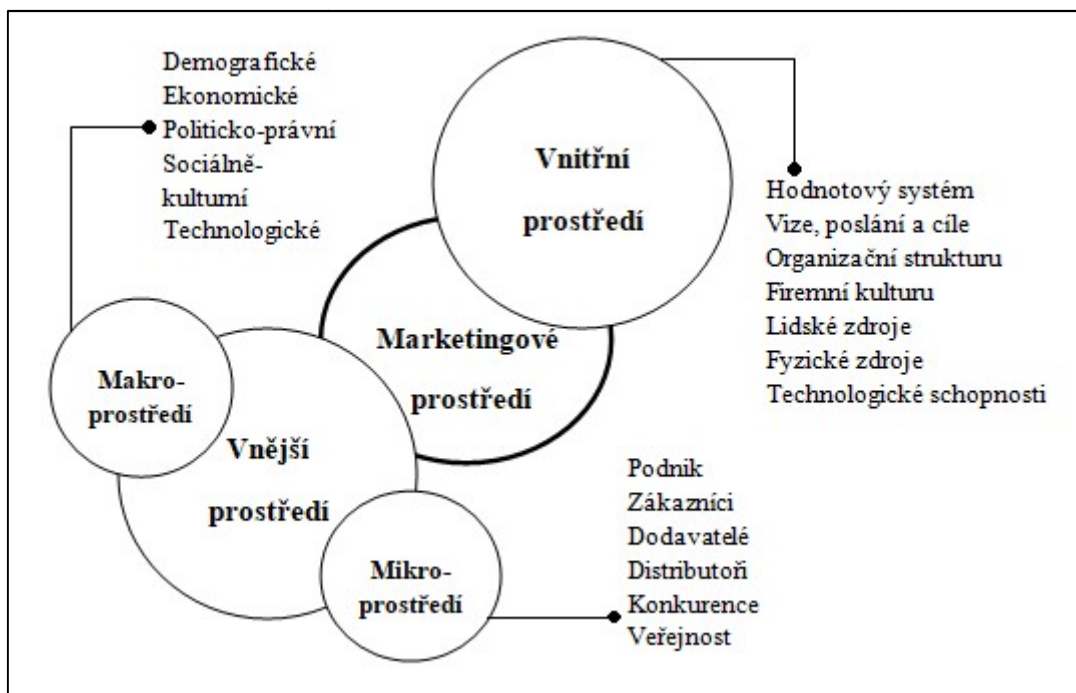 Demografické
Ekonomické
Politicko-právní
Sociálně-
kulturní
Technologické
Vnitřní
prostředí
Hodnotový systém
Vize, poslání a cíle
Organizační strukturu
Firemní kulturu
Lidské zdroje
Fyzické zdroje
Technologické schopnosti
Marketingové
prostředí
Makro-
prostředí
Vnější
prostředí
Mikro-
prostředí
Podnik
Zákazníci
Dodavatelé
Distributoři
Konkurence
Veřejnost